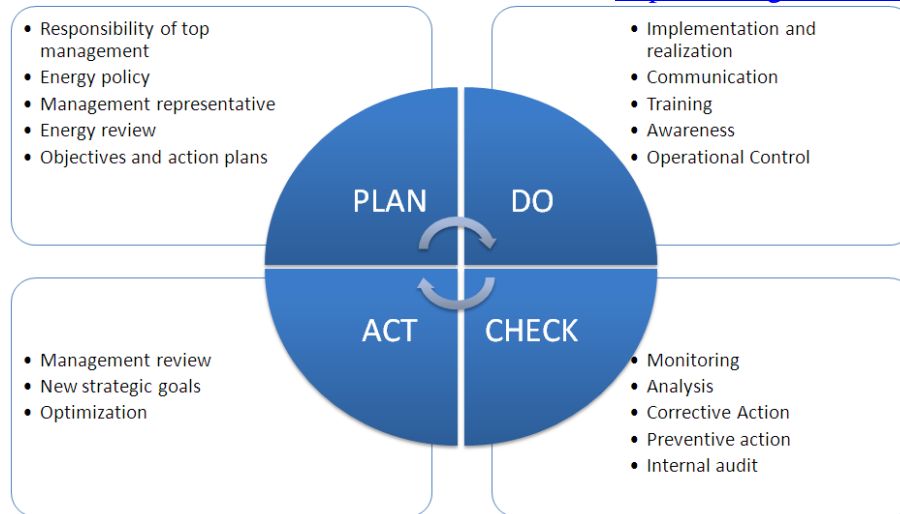 • Responsibility of top
management
• Energy policy
• Management representative
• Energy review
• Objectives and action plans
• Implementation and
realization
• Communication
• Training
• Awareness
• Operational Control
PLAN
DO
ACT
CHECK
• Management review
• New strategic goals
• Optimization
• Monitoring
• Analysis
• Corrective Action
• Preventive action
• Internal audit